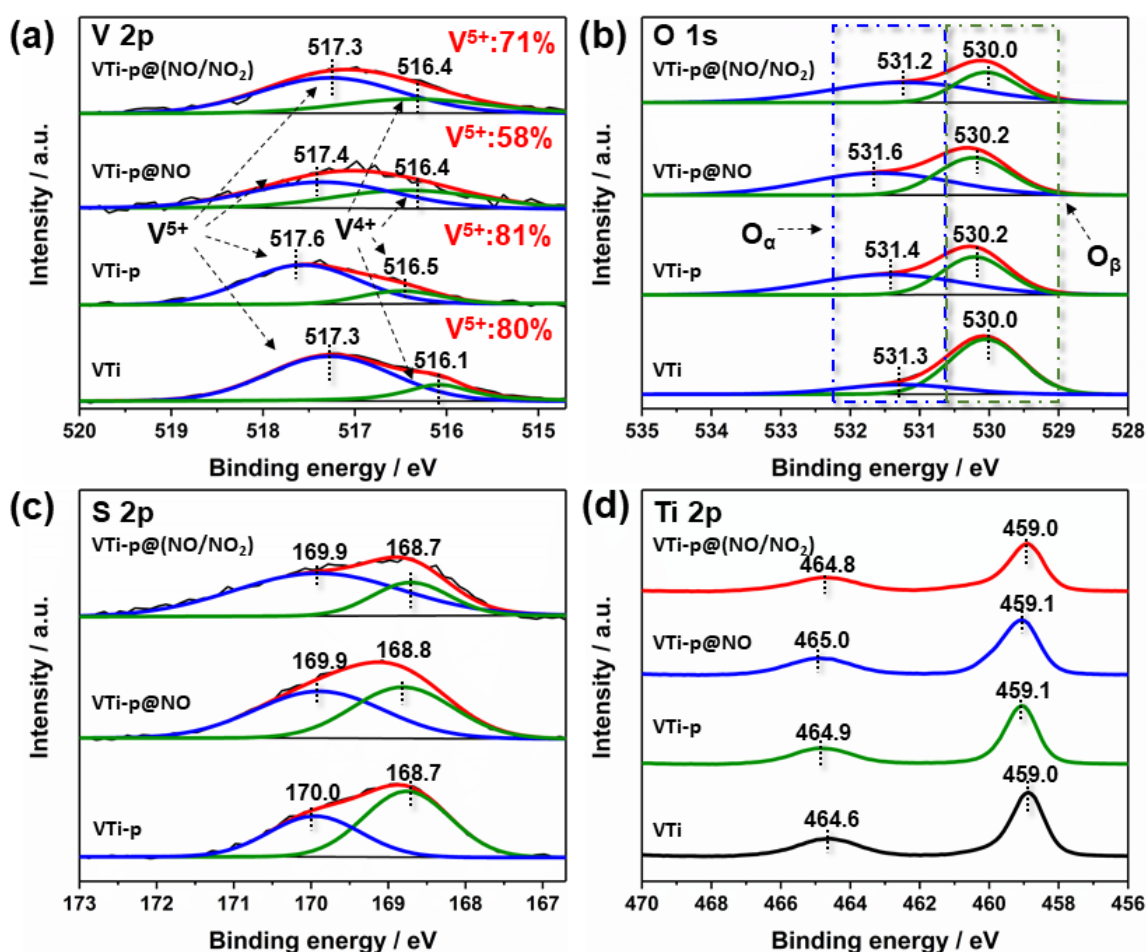 (a)
V 2p
V⁵⁺:71%
VTi-p@(NO/NO₂)
517.3
516.4
V⁵⁺:58%
VTi-p@NO
517.4
516.4
V⁵⁺
V⁴⁺
V⁵⁺:81%
VTi-p
517.6
516.5
V⁵⁺:80%
VTi
517.3
516.1
520 519 518 517 516 515
Binding energy / eV
Intensity / a.u.
(b)
O 1s
VTi-p@(NO/NO₂)
531.2
530.0
VTi-p@NO
531.6
530.2
Oα
Oβ
VTi-p
531.4
530.2
VTi
531.3
530.0
535 534 533 532 531 530 529 528
Binding energy / eV
Intensity / a.u.
(c)
S 2p
VTi-p@(NO/NO₂)
169.9
168.7
VTi-p@NO
169.9
168.8
VTi-p
170.0
168.7
173 172 171 170 169 168 167
Binding energy / eV
Intensity / a.u.
(d)
Ti 2p
VTi-p@(NO/NO₂)
464.8
459.0
VTi-p@NO
465.0
459.1
VTi-p
464.9
459.1
VTi
464.6
459.0
470 468 466 464 462 460 458 456
Binding energy / eV
Intensity / a.u.